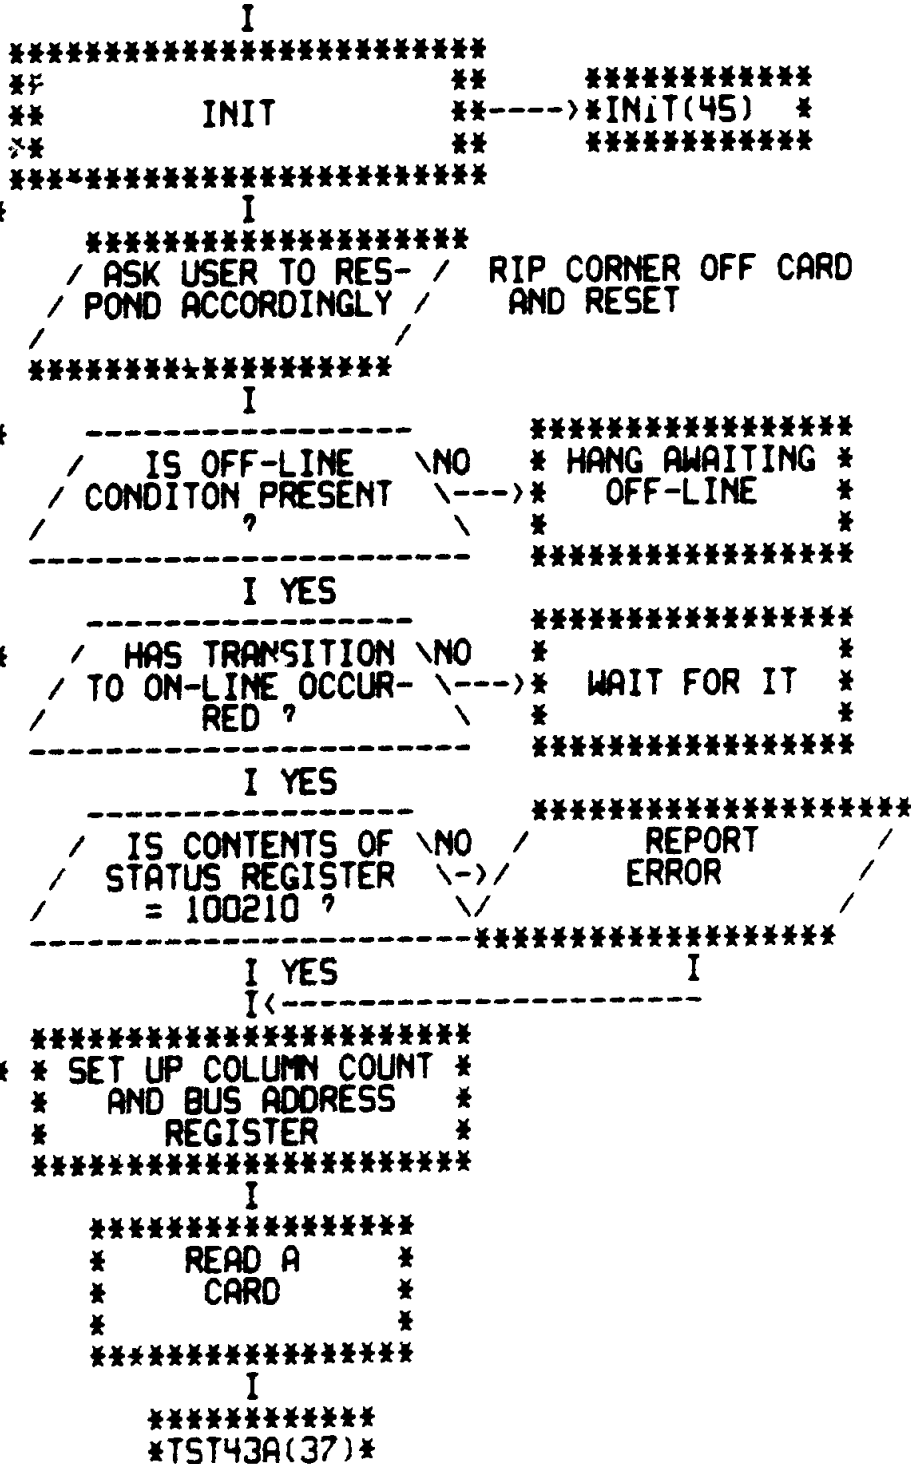 I
************************
** **     ************
** INIT **---->*INIT(45) *
** **     ************
*************************
I
********************
/ ASK USER TO RES- /     RIP CORNER OFF CARD
/ POND ACCORDINGLY /     AND RESET
/ /
*******************
I
-----------------     *****************
/ IS OFF-LINE \NO     * HANG AWAITING *
/ CONDITON PRESENT \--->* OFF-LINE *
/ ? \     * *
-----------------------     *****************
I YES
-----------------     *****************
/ HAS TRANSITION \NO     * *
/ TO ON-LINE OCCUR- \--->* WAIT FOR IT *
/ RED ? \     * *
-----------------------     *****************
I YES
-----------------     ********************
/ IS CONTENTS OF \NO / REPORT /
/ STATUS REGISTER \->/ ERROR /
/ = 100210 ? \/ /
-----------------------*******************
I YES     I
I<----------------------
***********************
* * SET UP COLUMN COUNT *
* AND BUS ADDRESS *
* REGISTER *
***********************
I
*****************
* READ A *
* CARD *
* *
*****************
I
************
*TST43A(37)*